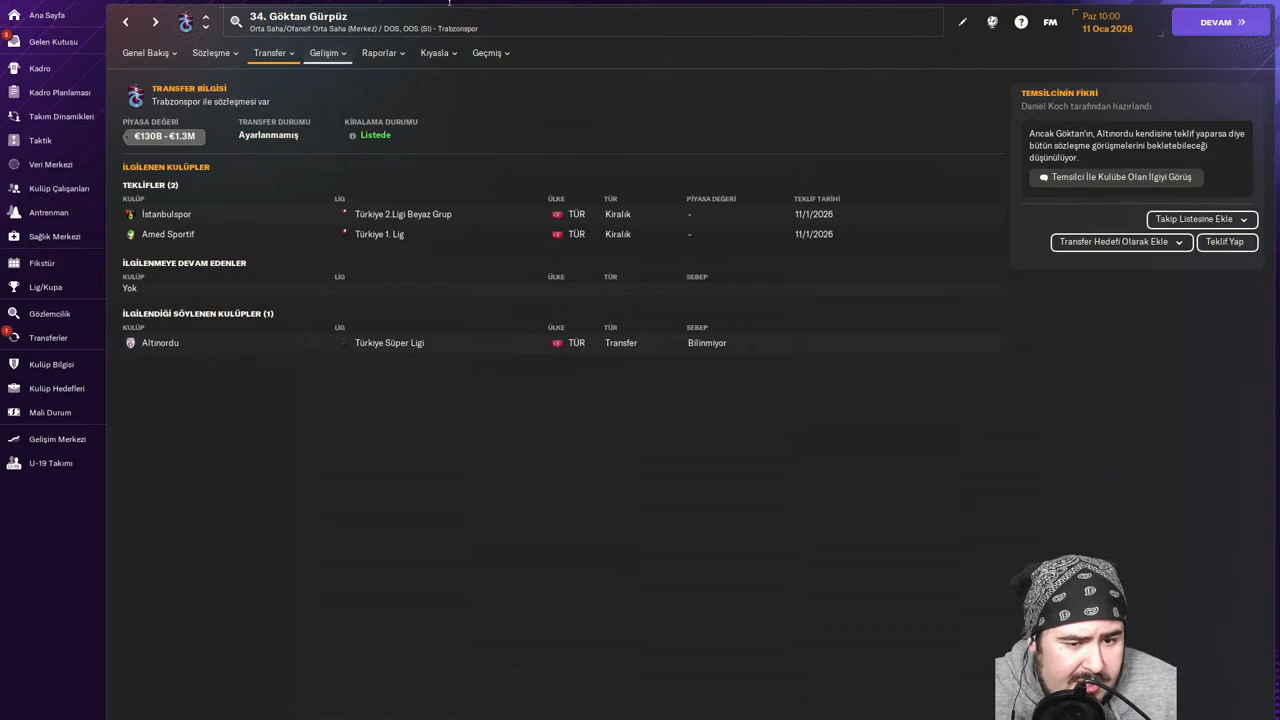 Ana Sayfa
3
Gelen Kutusu
Kadro
Kadro Planlaması
Takım Dinamikleri
Taktik
Veri Merkezi
Kulüp Çalışanları
Antrenman
Sağlık Merkezi
Fikstür
Lig/Kupa
Gözlemcilik
1
Transferler
Kulüp Bilgisi
Kulüp Hedefleri
Mali Durum
Gelişim Merkezi
U-19 Takımı
34. Göktan Gürpüz
Orta Saha/Ofansif Orta Saha (Merkez) / DOS, OOS (Sl) - Trabzonspor
FM
Paz 10:00
11 Oca 2026
DEVAM
Genel Bakış Sözleşme Transfer Gelişim Raporlar Kıyasla Geçmiş
TRANSFER BİLGİSİ
Trabzonspor ile sözleşmesi var
PİYASA DEĞERİ TRANSFER DURUMU KİRALAMA DURUMU
€130B - €1.3M Ayarlanmamış Listede
İLGİLENEN KULÜPLER
TEKLİFLER (2)
KULÜP LİG ÜLKE TÜR PİYASA DEĞERİ TEKLİF TARİHİ
İstanbulspor Türkiye 2.Ligi Beyaz Grup TÜR Kiralık - 11/1/2026
Amed Sportif Türkiye 1. Lig TÜR Kiralık - 11/1/2026
İLGİLENMEYE DEVAM EDENLER
KULÜP LİG ÜLKE TÜR SEBEP
Yok
İLGİLENDİĞİ SÖYLENEN KULÜPLER (1)
KULÜP LİG ÜLKE TÜR SEBEP
Altınordu Türkiye Süper Ligi TÜR Transfer Bilinmiyor
TEMSİLCİNİN FİKRİ
Daniel Koch tarafından hazırlandı
Ancak Göktan'ın, Altınordu kendisine teklif yaparsa diye
bütün sözleşme görüşmelerini bekletebileceği
düşünülüyor.
Temsilci İle Kulübe Olan İlgiyi Görüş
Takip Listesine Ekle
Transfer Hedefi Olarak Ekle Teklif Yap